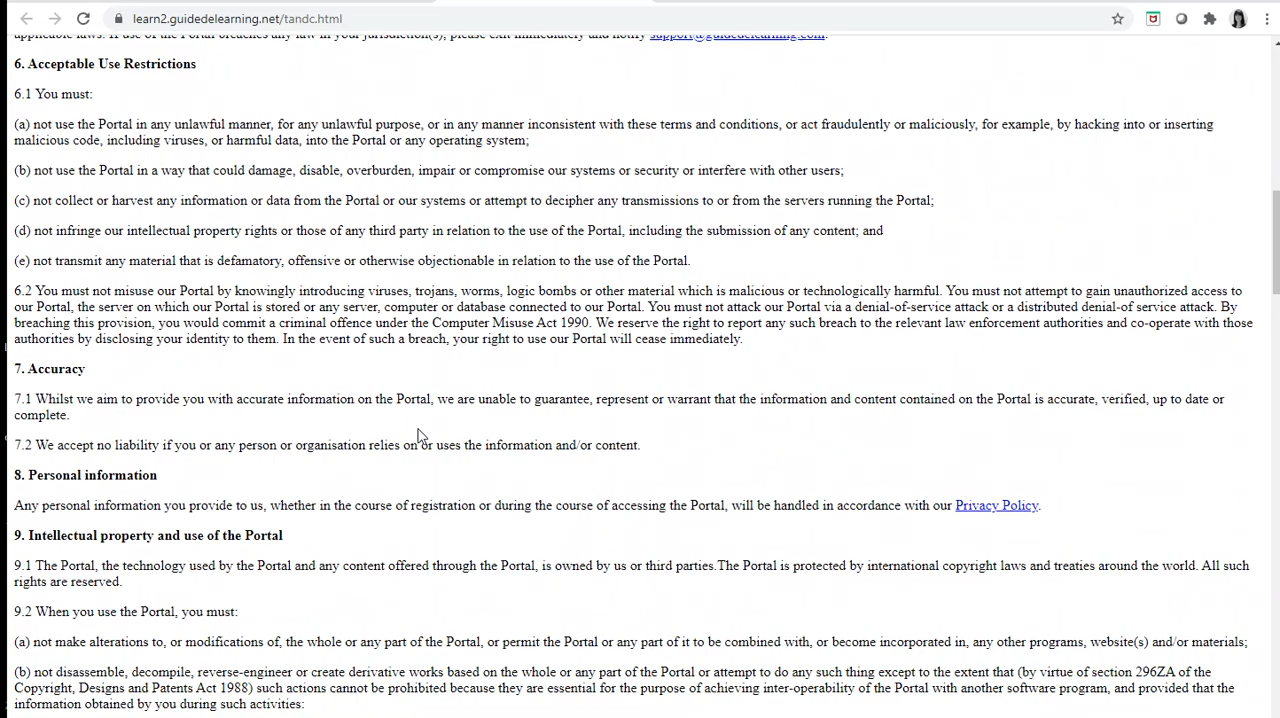 learn2.guidedelearning.net/tandc.html
applicable laws. If use of the Portal breaches any law in your jurisdiction(s), please exit immediately and notify support@guidedelearning.com.
6. Acceptable Use Restrictions
6.1 You must:
(a) not use the Portal in any unlawful manner, for any unlawful purpose, or in any manner inconsistent with these terms and conditions, or act fraudulently or maliciously, for example, by hacking into or inserting
malicious code, including viruses, or harmful data, into the Portal or any operating system;
(b) not use the Portal in a way that could damage, disable, overburden, impair or compromise our systems or security or interfere with other users;
(c) not collect or harvest any information or data from the Portal or our systems or attempt to decipher any transmissions to or from the servers running the Portal;
(d) not infringe our intellectual property rights or those of any third party in relation to the use of the Portal, including the submission of any content; and
(e) not transmit any material that is defamatory, offensive or otherwise objectionable in relation to the use of the Portal.
6.2 You must not misuse our Portal by knowingly introducing viruses, trojans, worms, logic bombs or other material which is malicious or technologically harmful. You must not attempt to gain unauthorized access to
our Portal, the server on which our Portal is stored or any server, computer or database connected to our Portal. You must not attack our Portal via a denial-of-service attack or a distributed denial-of service attack. By
breaching this provision, you would commit a criminal offence under the Computer Misuse Act 1990. We reserve the right to report any such breach to the relevant law enforcement authorities and co-operate with those
authorities by disclosing your identity to them. In the event of such a breach, your right to use our Portal will cease immediately.
7. Accuracy
7.1 Whilst we aim to provide you with accurate information on the Portal, we are unable to guarantee, represent or warrant that the information and content contained on the Portal is accurate, verified, up to date or
complete.
7.2 We accept no liability if you or any person or organisation relies on or uses the information and/or content.
8. Personal information
Any personal information you provide to us, whether in the course of registration or during the course of accessing the Portal, will be handled in accordance with our Privacy Policy.
9. Intellectual property and use of the Portal
9.1 The Portal, the technology used by the Portal and any content offered through the Portal, is owned by us or third parties.The Portal is protected by international copyright laws and treaties around the world. All such
rights are reserved.
9.2 When you use the Portal, you must:
(a) not make alterations to, or modifications of, the whole or any part of the Portal, or permit the Portal or any part of it to be combined with, or become incorporated in, any other programs, website(s) and/or materials;
(b) not disassemble, decompile, reverse-engineer or create derivative works based on the whole or any part of the Portal or attempt to do any such thing except to the extent that (by virtue of section 296ZA of the
Copyright, Designs and Patents Act 1988) such actions cannot be prohibited because they are essential for the purpose of achieving inter-operability of the Portal with another software program, and provided that the
information obtained by you during such activities: